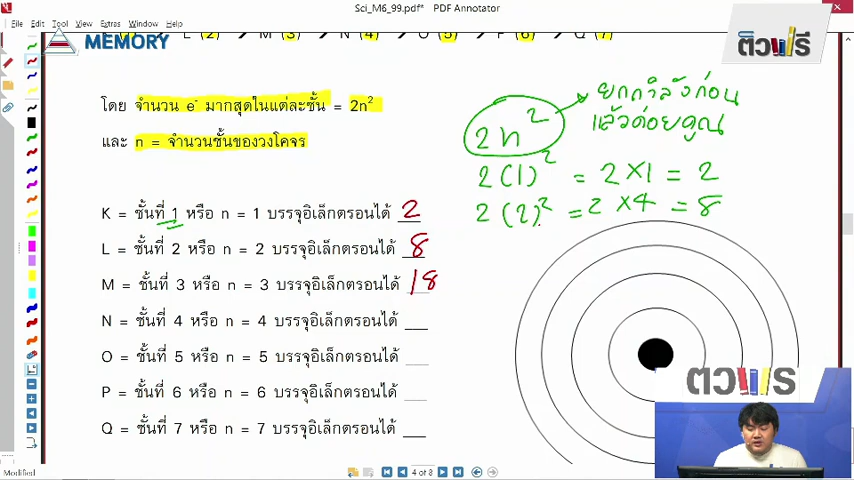 Sci_M6_99.pdf* - PDF Annotator
File Edit Tool View Extras Window Help
MEMORY
L (2) M (3) N (4) O (5) P (6) Q (7)
ติวฟรี
โดย จำนวน e⁻ มากสุดในแต่ละชั้น = 2n²
และ n = จำนวนชั้นของวงโคจร
2n² ยกกำลังก่อน
แล้วค่อยคูณ
2(1)² = 2×1 = 2
2(2)² = 2×4 = 8
K = ชั้นที่ 1 หรือ n = 1 บรรจุอิเล็กตรอนได้ 2
L = ชั้นที่ 2 หรือ n = 2 บรรจุอิเล็กตรอนได้ 8
M = ชั้นที่ 3 หรือ n = 3 บรรจุอิเล็กตรอนได้ 18
N = ชั้นที่ 4 หรือ n = 4 บรรจุอิเล็กตรอนได้ __
O = ชั้นที่ 5 หรือ n = 5 บรรจุอิเล็กตรอนได้ __
P = ชั้นที่ 6 หรือ n = 6 บรรจุอิเล็กตรอนได้ __
Q = ชั้นที่ 7 หรือ n = 7 บรรจุอิเล็กตรอนได้ __
ติวฟรี
Modified
4 of 8